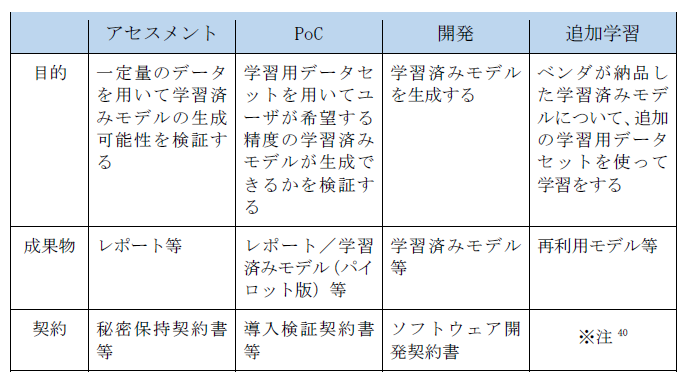 アセスメント PoC 開発 追加学習
目的
一定量のデータ
を用いて学習済
みモデルの生成
可能性を検証す
る
学習用データセ
ットを用いてユ
ーザが希望する
精度の学習済み
モデルが生成で
きるかを検証す
る
学習済みモデル
を生成する
ベンダが納品し
た学習済みモデ
ルについて、追加
の学習用データ
セットを使って
学習をする
成果物
レポート等
レポート／学習
済みモデル（パイ
ロット版）等
学習済みモデル
等
再利用モデル等
契約
秘密保持契約書
等
導入検証契約書
等
ソフトウェア開
発契約書
※注 40